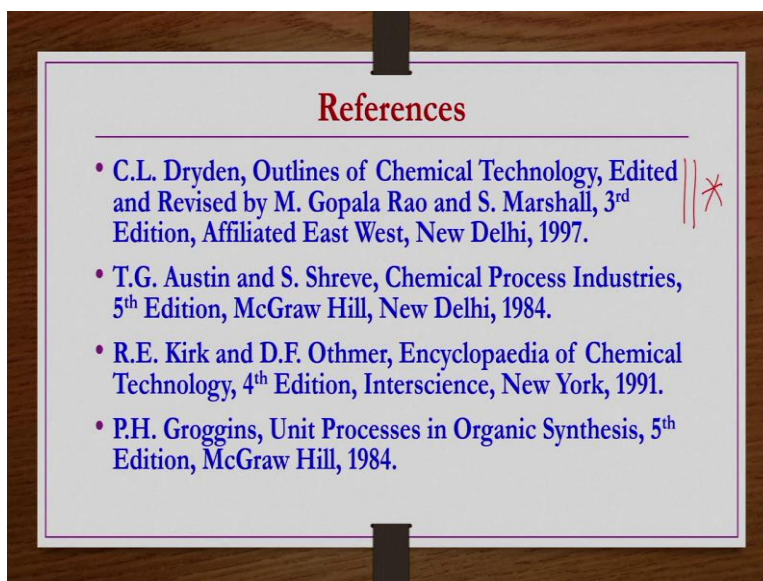 References
• C.L. Dryden, Outlines of Chemical Technology, Edited
and Revised by M. Gopala Rao and S. Marshall, 3rd
Edition, Affiliated East West, New Delhi, 1997.
• T.G. Austin and S. Shreve, Chemical Process Industries,
5th Edition, McGraw Hill, New Delhi, 1984.
• R.E. Kirk and D.F. Othmer, Encyclopaedia of Chemical
Technology, 4th Edition, Interscience, New York, 1991.
• P.H. Groggins, Unit Processes in Organic Synthesis, 5th
Edition, McGraw Hill, 1984.